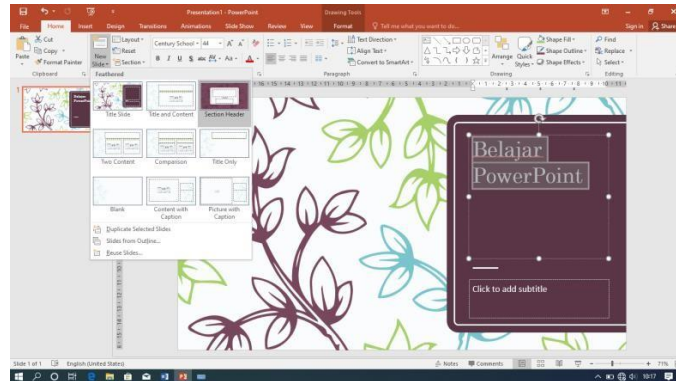 Presentation1 - PowerPoint
Drawing Tools
File Home Insert Design Transitions Animations Slide Show Review View Format Tell me what you want to do... Sign in Share
Cut
Copy
Format Painter
Paste
Clipboard
New
Slide
Layout
Reset
Section
Century School 48
Paragraph
Text Direction
Align Text
Convert to SmartArt
Arrange
Quick
Styles
Shape Fill
Shape Outline
Shape Effects
Drawing
Find
Replace
Select
Editing
Feathered
Title Slide
Title and Content
Section Header
Two Content
Comparison
Title Only
Blank
Content with
Caption
Picture with
Caption
Duplicate Selected Slides
Slides from Outline...
Reuse Slides...
1
Belajar
PowerPoint
Belajar
PowerPoint
Click to add subtitle
Slide 1 of 1
English (United States)
Notes
Comments
77%
10:17